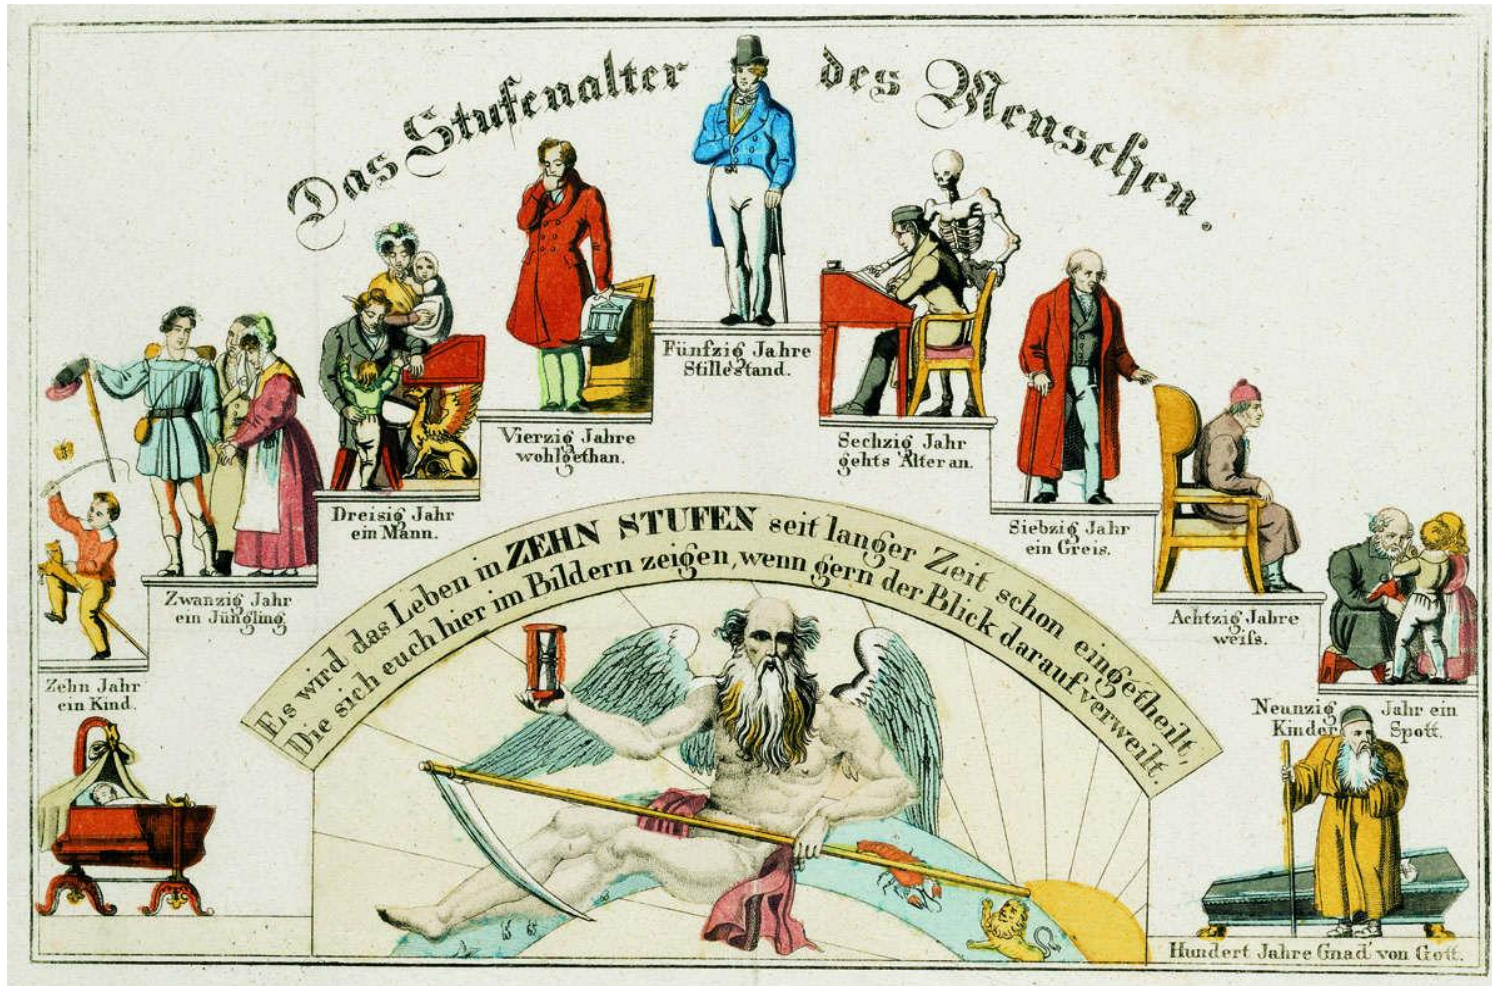 Das Stufenalter des Menschen.
Zehn Jahr
ein Kind.
Zwanzig Jahr
ein Jüngling
Dreisig Jahr
ein Mann.
Vierzig Jahre
wohlgethan.
Fünfzig Jahre
Stillestand.
Sechzig Jahr
gehts Alter an.
Siebzig Jahr
ein Greis.
Achtzig Jahre
weiſs.
Neunzig Jahr ein
Kinder Spott.
Hundert Jahre Gnad' von Gott.
Es wird das Leben in ZEHN STUFEN seit langer Zeit schon eingetheilt,
Die sich euch hier im Bildern zeigen, wenn gern der Blick darauf verweilt.